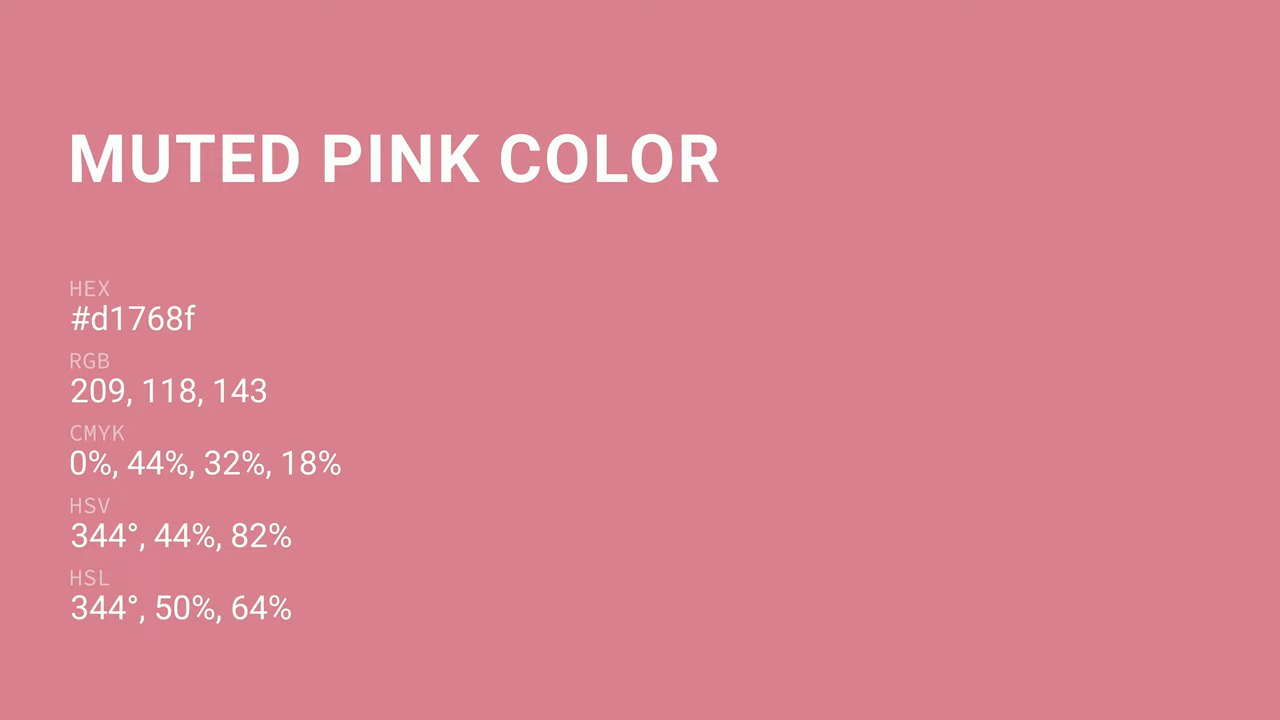 MUTED PINK COLOR
HEX
#d1768f
RGB
209, 118, 143
CMYK
0%, 44%, 32%, 18%
HSV
344°, 44%, 82%
HSL
344°, 50%, 64%